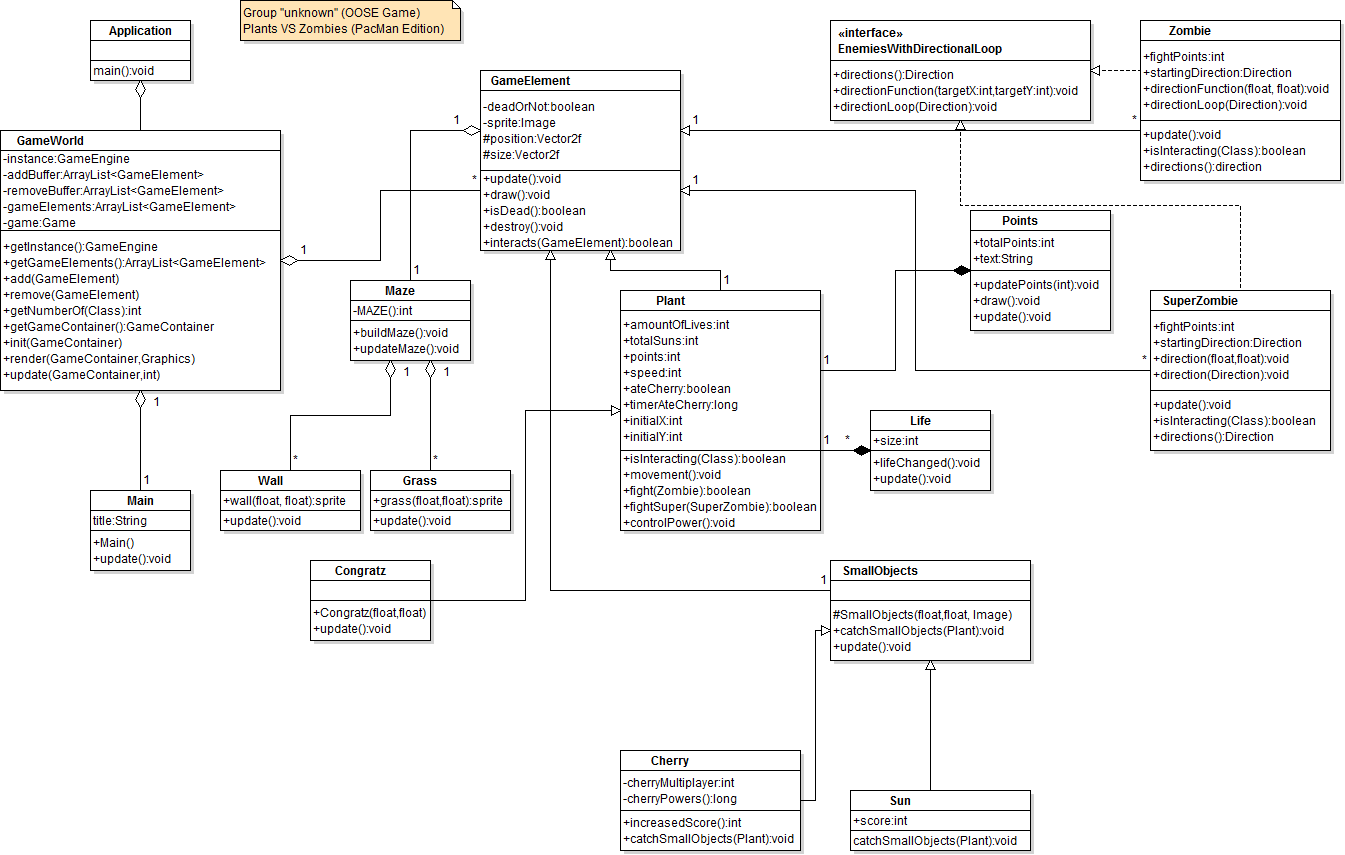 Group "unknown" (OOSE Game)
Plants VS Zombies (PacMan Edition)
Application
main():void
GameWorld
-instance:GameEngine
-addBuffer:ArrayList<GameElement>
-removeBuffer:ArrayList<GameElement>
-gameElements:ArrayList<GameElement>
-game:Game
+getInstance():GameEngine
+getGameElements():ArrayList<GameElement>
+add(GameElement)
+remove(GameElement)
+getNumberOf(Class):int
+getGameContainer():GameContainer
+init(GameContainer)
+render(GameContainer,Graphics)
+update(GameContainer,int)
1
*
1
1
Main
title:String
+Main()
+update():void
GameElement
-deadOrNot:boolean
-sprite:Image
#position:Vector2f
#size:Vector2f
+update():void
+draw():void
+isDead():boolean
+destroy():void
+interacts(GameElement):boolean
1
1
Maze
-MAZE():int
+buildMaze():void
+updateMaze():void
1
1
*
*
Wall
+wall(float, float):sprite
+update():void
Grass
+grass(float,float):sprite
+update():void
«interface»
EnemiesWithDirectionalLoop
+directions():Direction
+directionFunction(targetX:int,targetY:int):void
+directionLoop(Direction):void
Zombie
+fightPoints:int
+startingDirection:Direction
+directionFunction(float, float):void
+directionLoop(Direction):void
+update():void
+isInteracting(Class):boolean
+directions():direction
1
*
1
*
Points
+totalPoints:int
+text:String
+updatePoints(int):void
+draw():void
+update():void
SuperZombie
+fightPoints:int
+startingDirection:Direction
+direction(float,float):void
+direction(Direction):void
+update():void
+isInteracting(Class):boolean
+directions():Direction
1
Plant
+amountOfLives:int
+totalSuns:int
+points:int
+speed:int
+ateCherry:boolean
+timerAteCherry:long
+initialX:int
+initialY:int
+isInteracting(Class):boolean
+movement():void
+fight(Zombie):boolean
+fightSuper(SuperZombie):boolean
+controlPower():void
1
1
*
Life
+size:int
+lifeChanged():void
+update():void
Congratz
+Congratz(float,float)
+update():void
1
SmallObjects
#SmallObjects(float,float, Image)
+catchSmallObjects(Plant):void
+update():void
Cherry
-cherryMultiplayer:int
-cherryPowers():long
+increasedScore():int
+catchSmallObjects(Plant):void
Sun
+score:int
catchSmallObjects(Plant):void